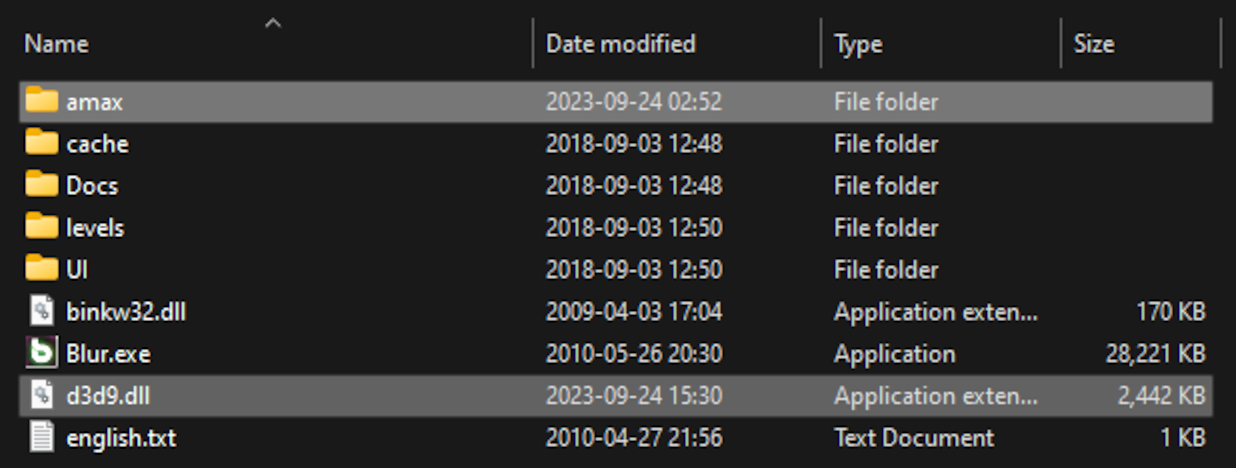 Name Date modified Type Size
amax 2023-09-24 02:52 File folder
cache 2018-09-03 12:48 File folder
Docs 2018-09-03 12:48 File folder
levels 2018-09-03 12:50 File folder
UI 2018-09-03 12:50 File folder
binkw32.dll 2009-04-03 17:04 Application exten... 170 KB
Blur.exe 2010-05-26 20:30 Application 28,221 KB
d3d9.dll 2023-09-24 15:30 Application exten... 2,442 KB
english.txt 2010-04-27 21:56 Text Document 1 KB